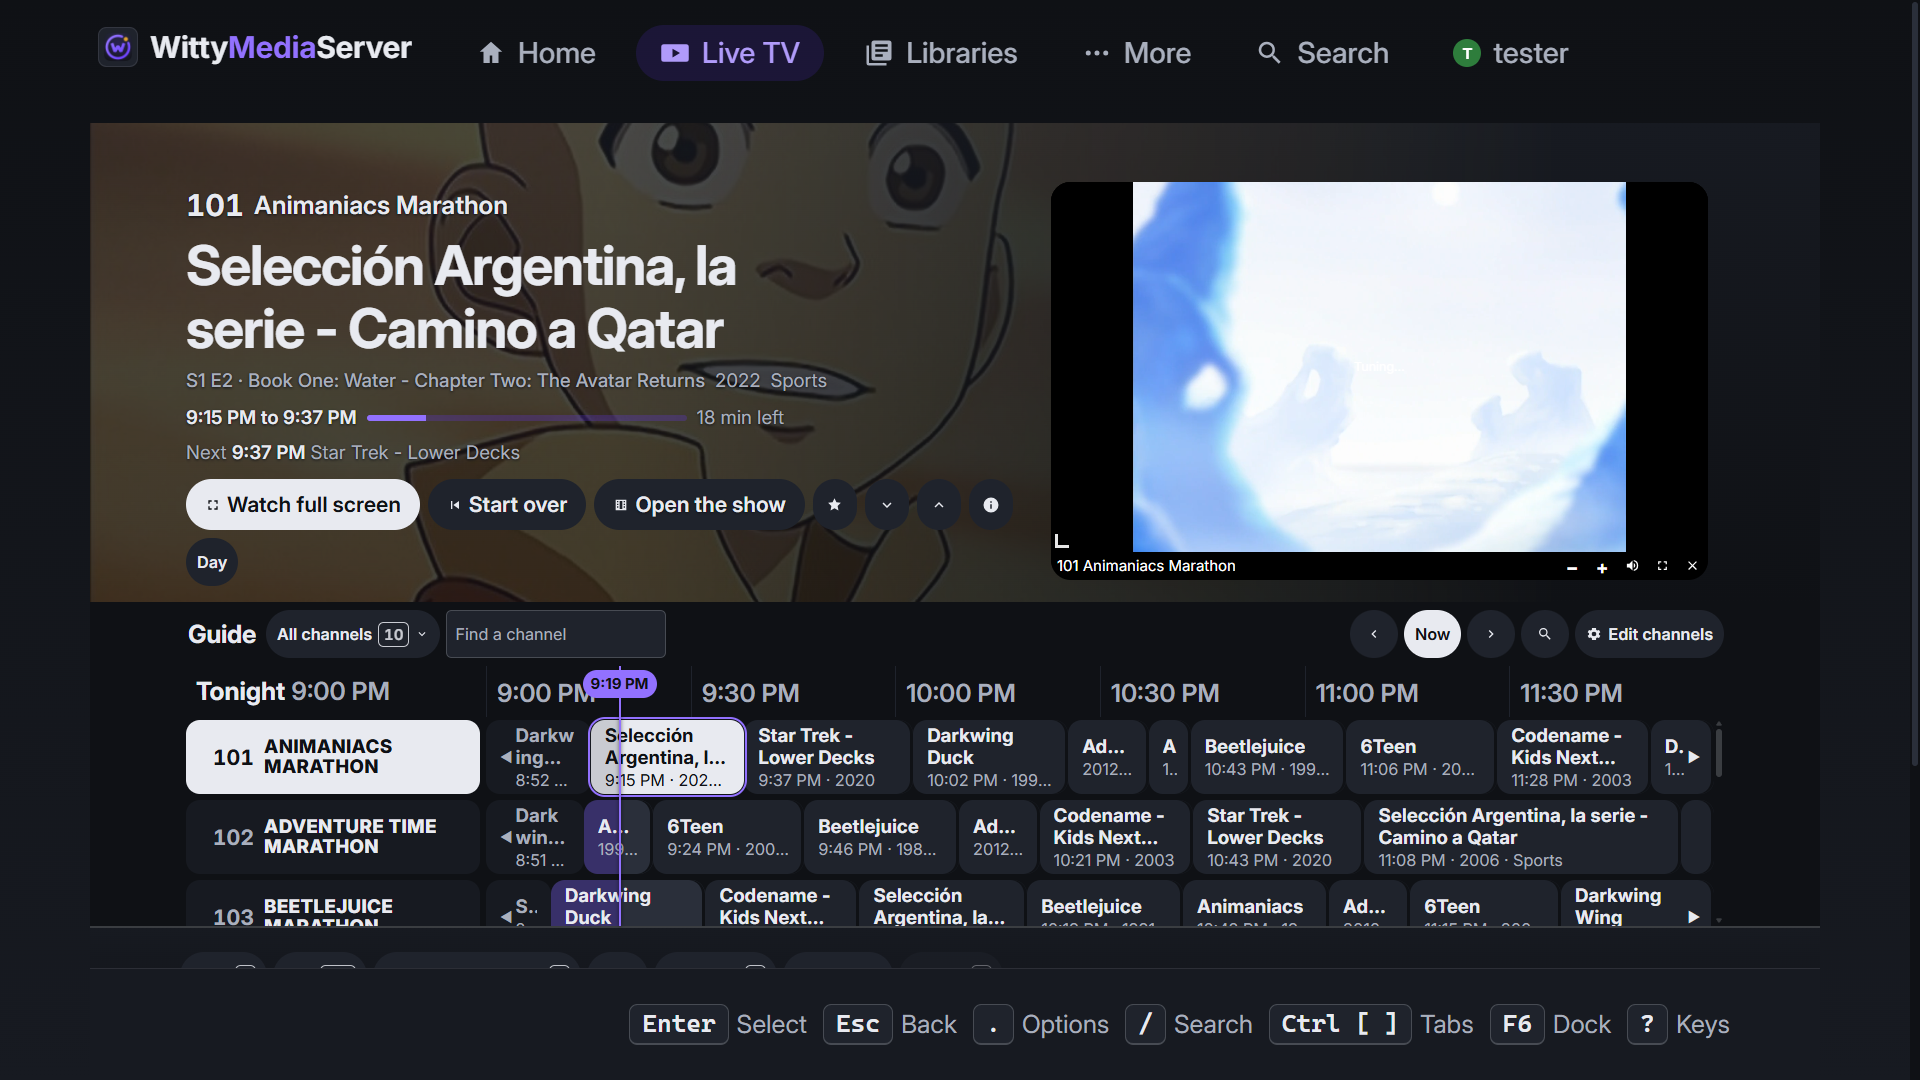 WittyMediaServer
Home
Live TV
Libraries
More
Search
T
tester
101 Animaniacs Marathon
Selección Argentina, la
serie - Camino a Qatar
S1 E2 · Book One: Water - Chapter Two: The Avatar Returns 2022 Sports
9:15 PM to 9:37 PM
18 min left
Next 9:37 PM Star Trek - Lower Decks
Watch full screen
Start over
Open the show
Day
Tuning...
101 Animaniacs Marathon
Guide
All channels 10
Find a channel
Now
Edit channels
Tonight 9:00 PM
9:00 PM
9:19 PM
9:30 PM
10:00 PM
10:30 PM
11:00 PM
11:30 PM
101 ANIMANIACS
MARATHON
Darkw
ing...
8:52 ...
Selección
Argentina, l...
9:15 PM · 202...
Star Trek -
Lower Decks
9:37 PM · 2020
Darkwing
Duck
10:02 PM · 199...
Ad...
2012...
A
1..
Beetlejuice
10:43 PM · 199...
6Teen
11:06 PM · 20...
Codename -
Kids Next...
11:28 PM · 2003
D.
1...
102 ADVENTURE TIME
MARATHON
Dark
win...
8:51 ...
A...
199...
6Teen
9:24 PM · 200...
Beetlejuice
9:46 PM · 198...
Ad...
2012...
Codename -
Kids Next...
10:21 PM · 2003
Star Trek -
Lower Decks
10:43 PM · 2020
Selección Argentina, la serie -
Camino a Qatar
11:08 PM · 2006 · Sports
103 BEETLEJUICE
MARATHON
S..
Darkwing
Duck
Codename -
Kids Next...
Selección
Argentina, la...
Beetlejuice
Animaniacs
Ad...
6Teen
Darkwing
Wing
Enter Select
Esc Back
. Options
/ Search
Ctrl [ ] Tabs
F6 Dock
? Keys